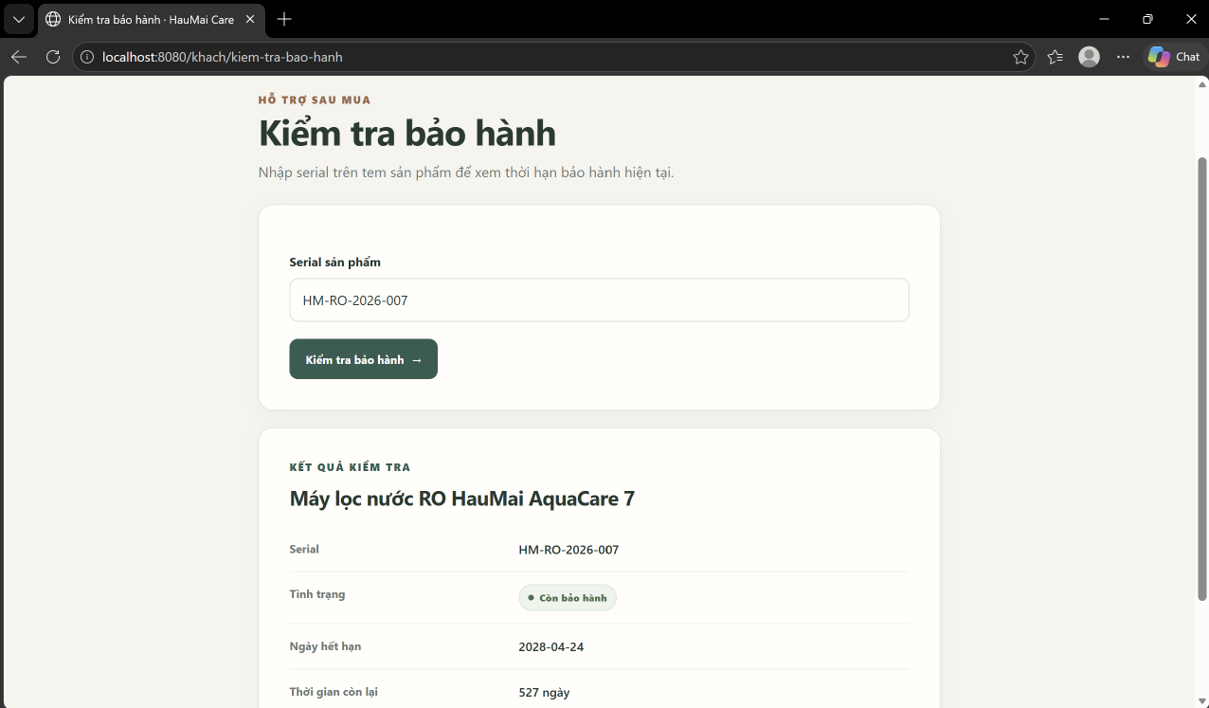 Kiểm tra bảo hành · HauMai Care
localhost:8080/khach/kiem-tra-bao-hanh
Chat
HỖ TRỢ SAU MUA
Kiểm tra bảo hành
Nhập serial trên tem sản phẩm để xem thời hạn bảo hành hiện tại.
Serial sản phẩm
HM-RO-2026-007
Kiểm tra bảo hành →
KẾT QUẢ KIỂM TRA
Máy lọc nước RO HauMai AquaCare 7
Serial HM-RO-2026-007
Tình trạng Còn bảo hành
Ngày hết hạn 2028-04-24
Thời gian còn lại 527 ngày